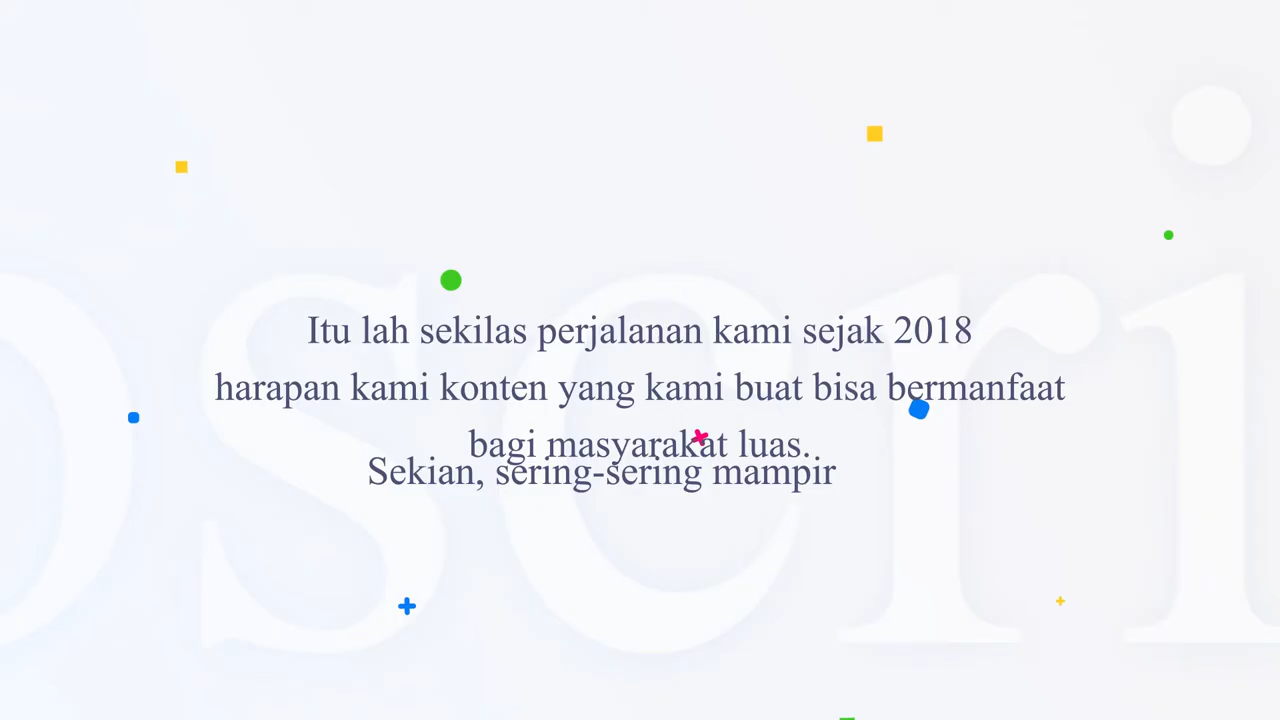 Itu lah sekilas perjalanan kami sejak 2018
harapan kami konten yang kami buat bisa bermanfaat
bagi masyarakat luas..
Sekian, sering-sering mampir